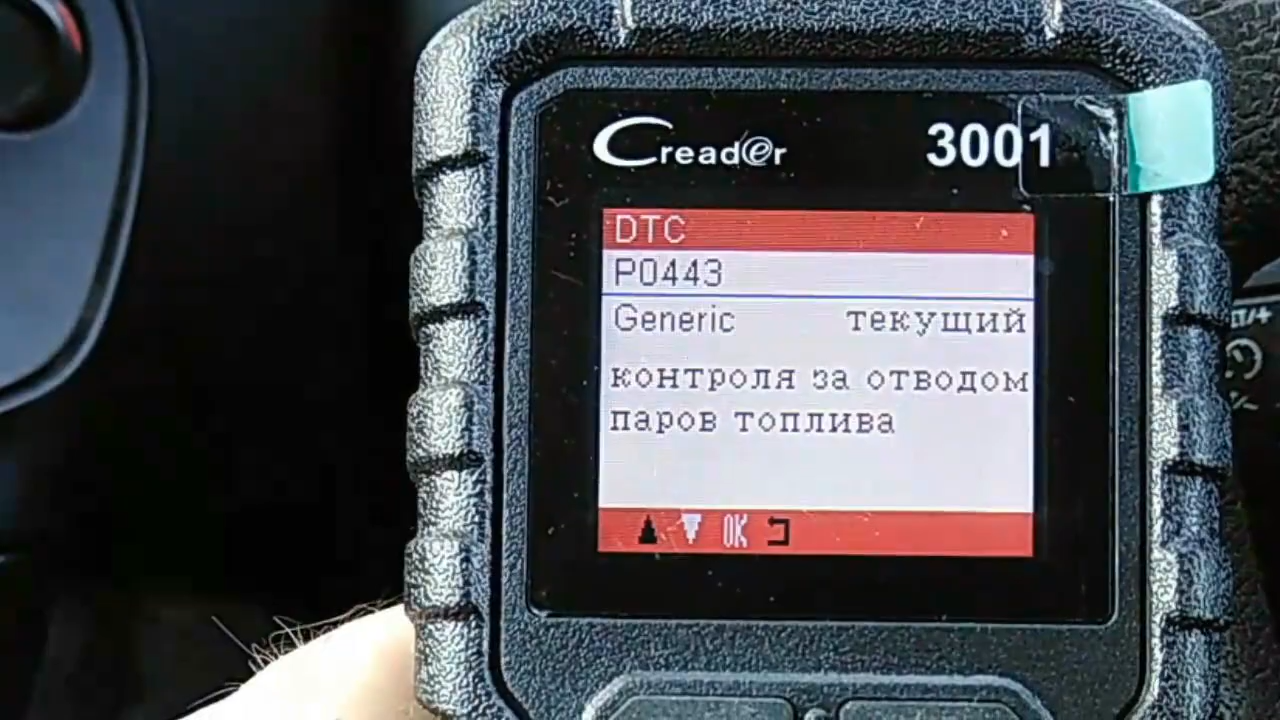 Creader 3001
DTC
P0443
Generic текущий
контроля за отводом
паров топлива
OK